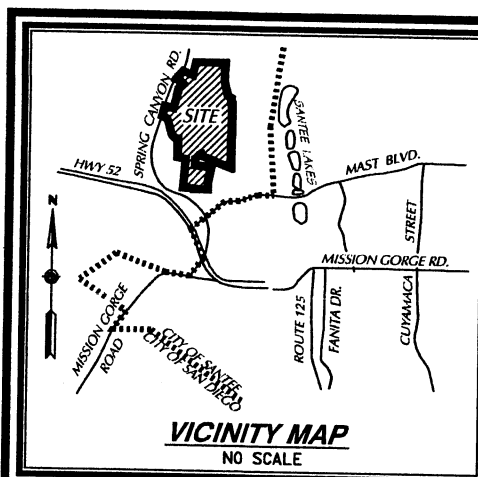 SPRING CANYON RD.
SITE
SANTEE LAKES
HWY 52
MAST BLVD.
STREET
CUYAMACA
N
MISSION GORGE RD.
MISSION GORGE
ROAD
ROUTE 125
FANITA DR.
CITY OF SANTEE
CITY OF SAN DIEGO
VICINITY MAP
NO SCALE